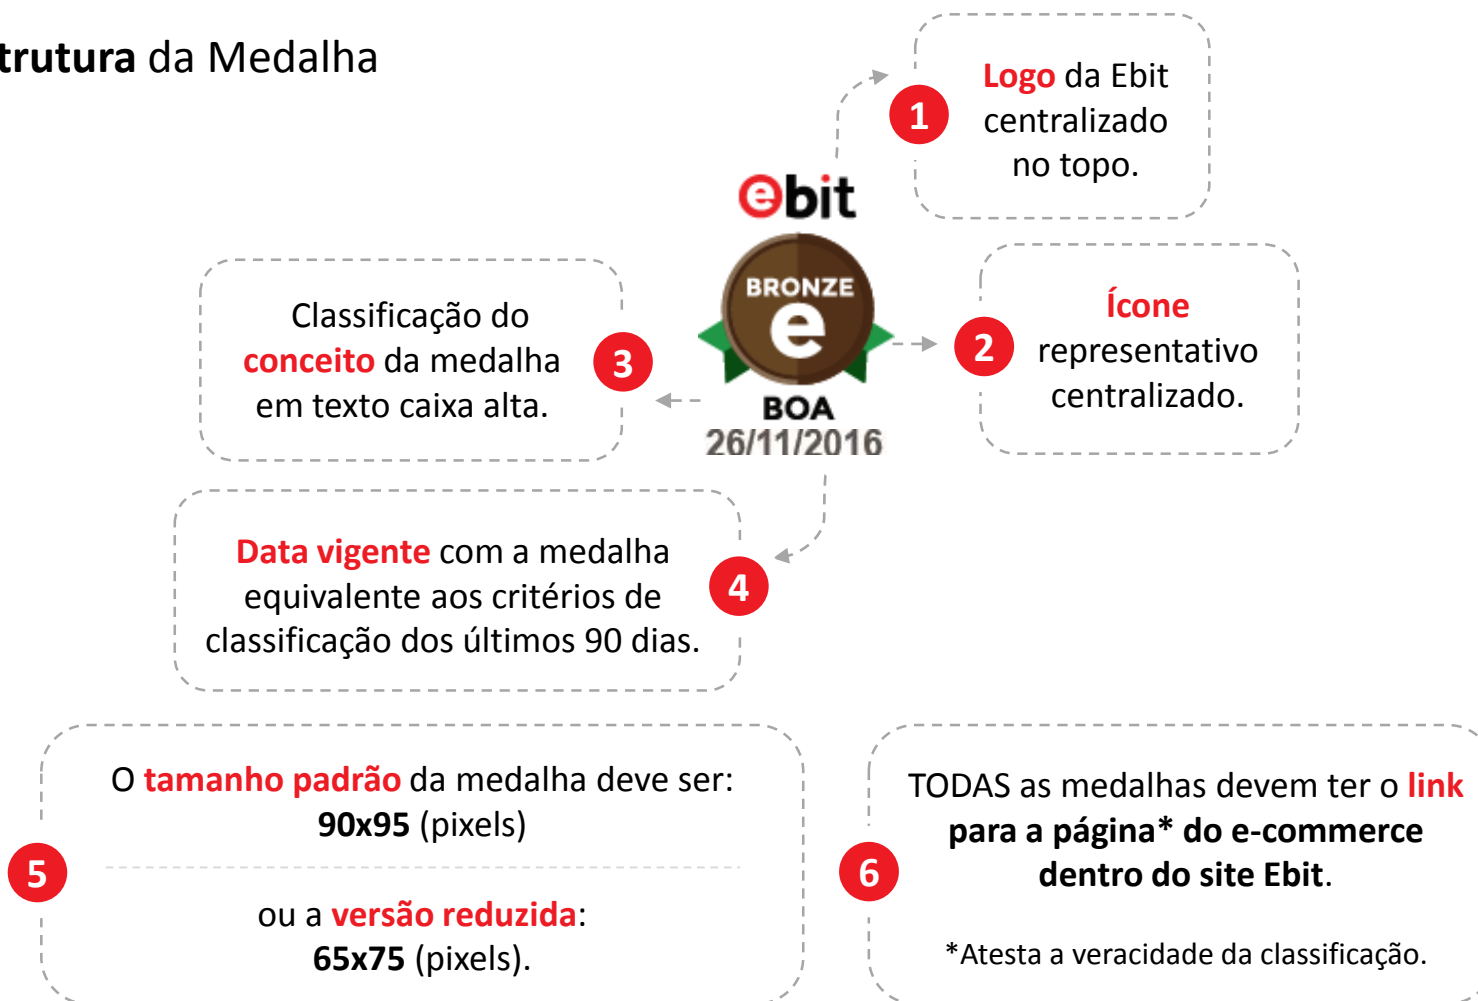 trutura da Medalha
1
Logo da Ebit
centralizado
no topo.
ebit
BRONZE
e
BOA
26/11/2016
2
Ícone
representativo
centralizado.
Classificação do
conceito da medalha
em texto caixa alta.
3
Data vigente com a medalha
equivalente aos critérios de
classificação dos últimos 90 dias.
4
5
O tamanho padrão da medalha deve ser:
90x95 (pixels)
ou a versão reduzida:
65x75 (pixels).
6
TODAS as medalhas devem ter o link
para a página* do e-commerce
dentro do site Ebit.
*Atesta a veracidade da classificação.